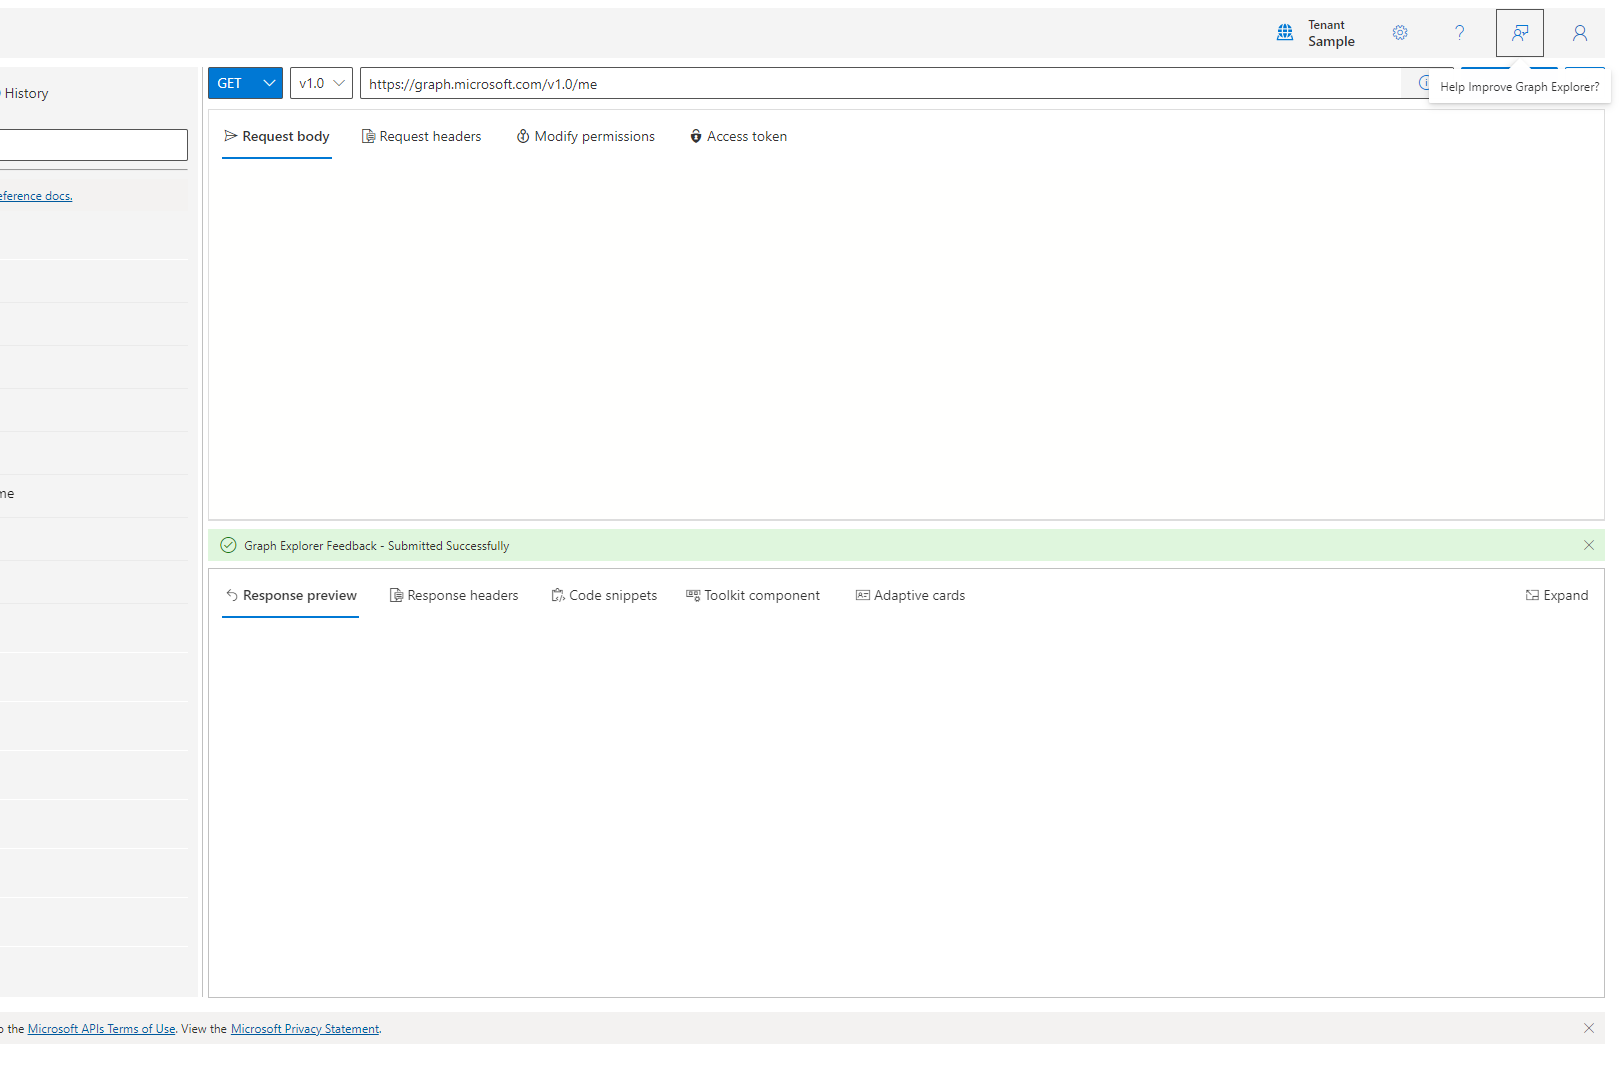 Tenant
Sample
History
GET
v1.0
https://graph.microsoft.com/v1.0/me
Help Improve Graph Explorer?
Request body
Request headers
Modify permissions
Access token
eference docs.
me
Graph Explorer Feedback - Submitted Successfully
Response preview
Response headers
Code snippets
Toolkit component
Adaptive cards
Expand
o the Microsoft APIs Terms of Use. View the Microsoft Privacy Statement.